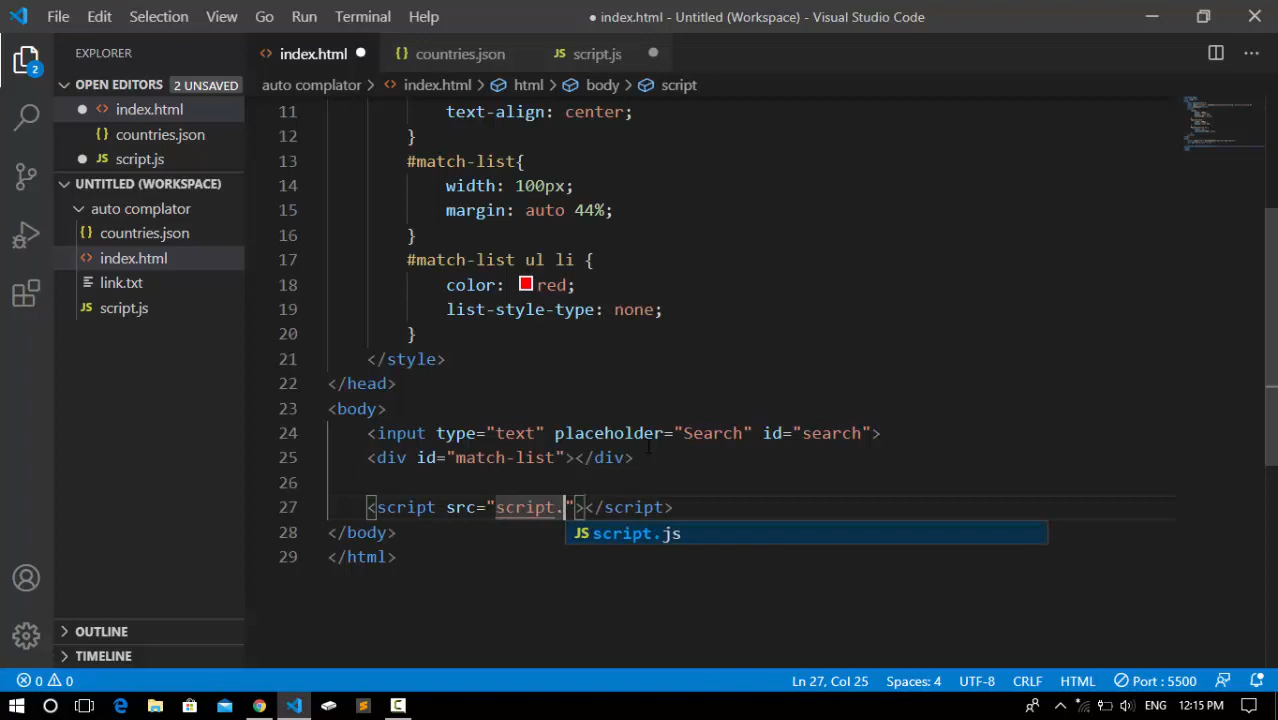 File Edit Selection View Go Run Terminal Help ● index.html - Untitled (Workspace) - Visual Studio Code
EXPLORER
OPEN EDITORS 2 UNSAVED
index.html
countries.json
script.js
UNTITLED (WORKSPACE)
auto complator
countries.json
index.html
link.txt
script.js
OUTLINE
TIMELINE
2
index.html countries.json script.js
auto complator > index.html > html > body > script
11 text-align: center;
12 }
13 #match-list{
14 width: 100px;
15 margin: auto 44%;
16 }
17 #match-list ul li {
18 color: red;
19 list-style-type: none;
20 }
21 </style>
22 </head>
23 <body>
24 <input type="text" placeholder="Search" id="search">
25 <div id="match-list"></div>
26
27 <script src="script."></script>
JS script.js
28 </body>
29 </html>
0 0 Ln 27, Col 25 Spaces: 4 UTF-8 CRLF HTML Port : 5500
ENG 12:15 PM